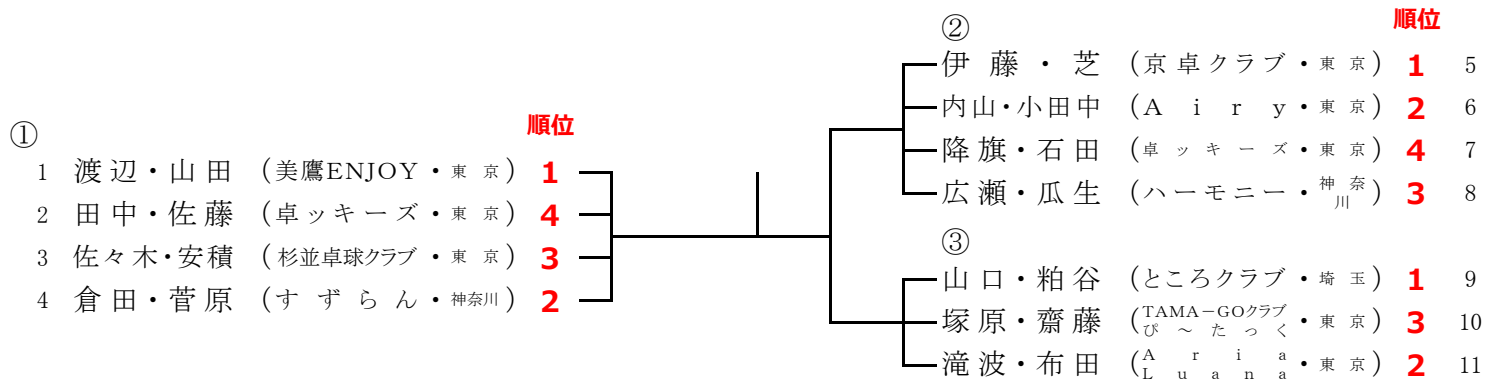 ①
順位
1 渡辺・山田 (美鷹ENJOY・東京) 1
2 田中・佐藤 (卓ッキーズ・東京) 4
3 佐々木・安積 (杉並卓球クラブ・東京) 3
4 倉田・菅原 (すずらん・神奈川) 2
順位
②
伊藤・芝 (京卓クラブ・東京) 1 5
内山・小田中 (Airy・東京) 2 6
降旗・石田 (卓ッキーズ・東京) 4 7
広瀬・瓜生 (ハーモニー・神奈川) 3 8
③
山口・粕谷 (ところクラブ・埼玉) 1 9
塚原・齋藤 (TAMA−GOクラブ ぴ～たっく・東京) 3 10
滝波・布田 (Aria Luana・東京) 2 11